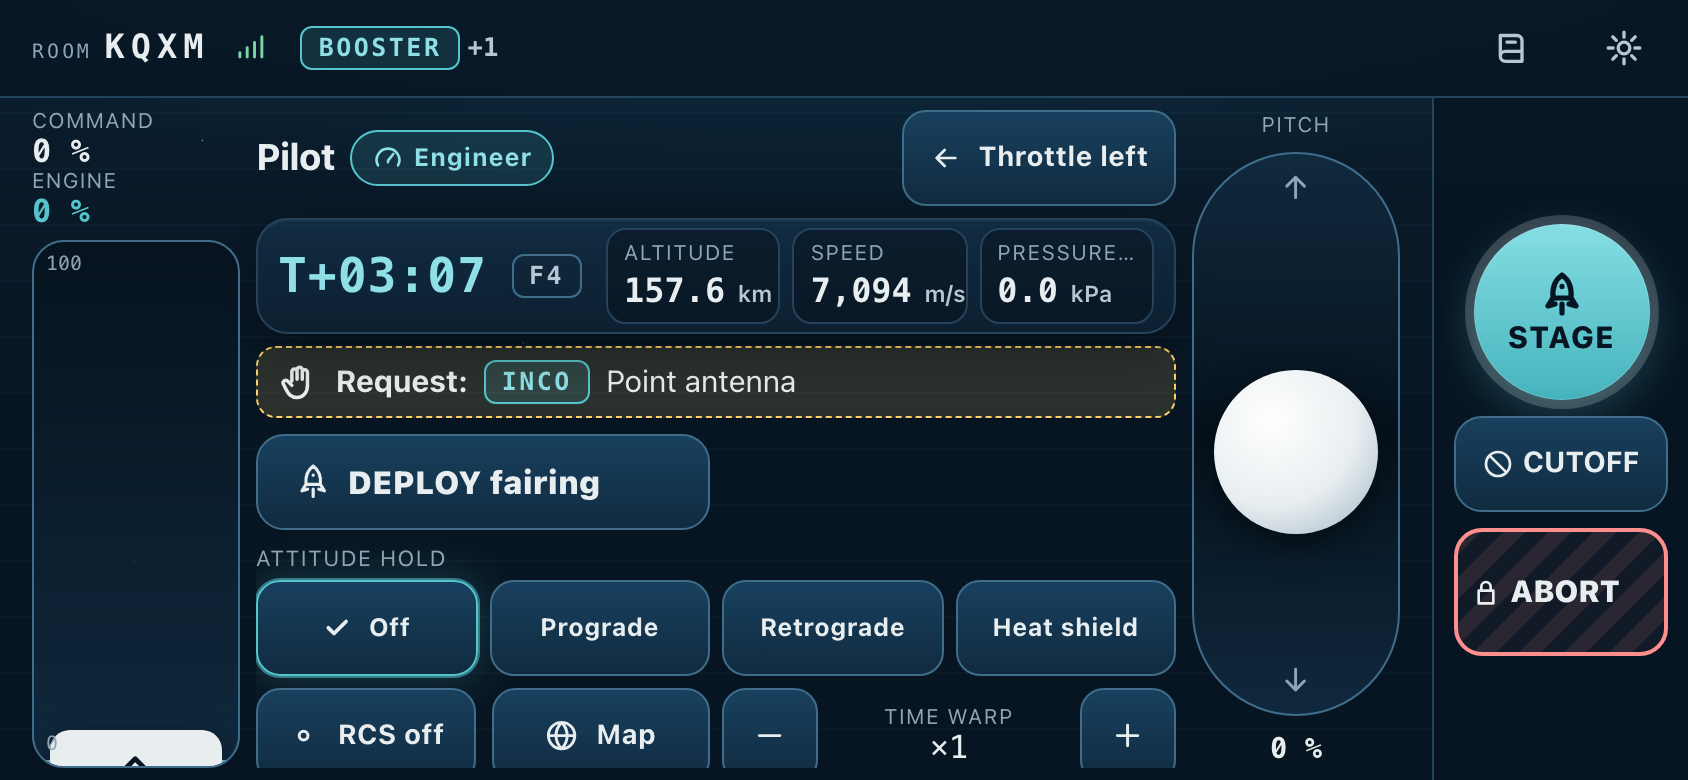 ROOM KQXM BOOSTER +1
COMMAND
0 %
ENGINE
0 %
100
0
Pilot Engineer Throttle left
T+03:07 F4
ALTITUDE
157.6 km
SPEED
7,094 m/s
PRESSURE…
0.0 kPa
Request: INCO Point antenna
DEPLOY fairing
ATTITUDE HOLD
Off Prograde Retrograde Heat shield
RCS off Map − TIME WARP +
×1
PITCH
0 %
STAGE
CUTOFF
ABORT